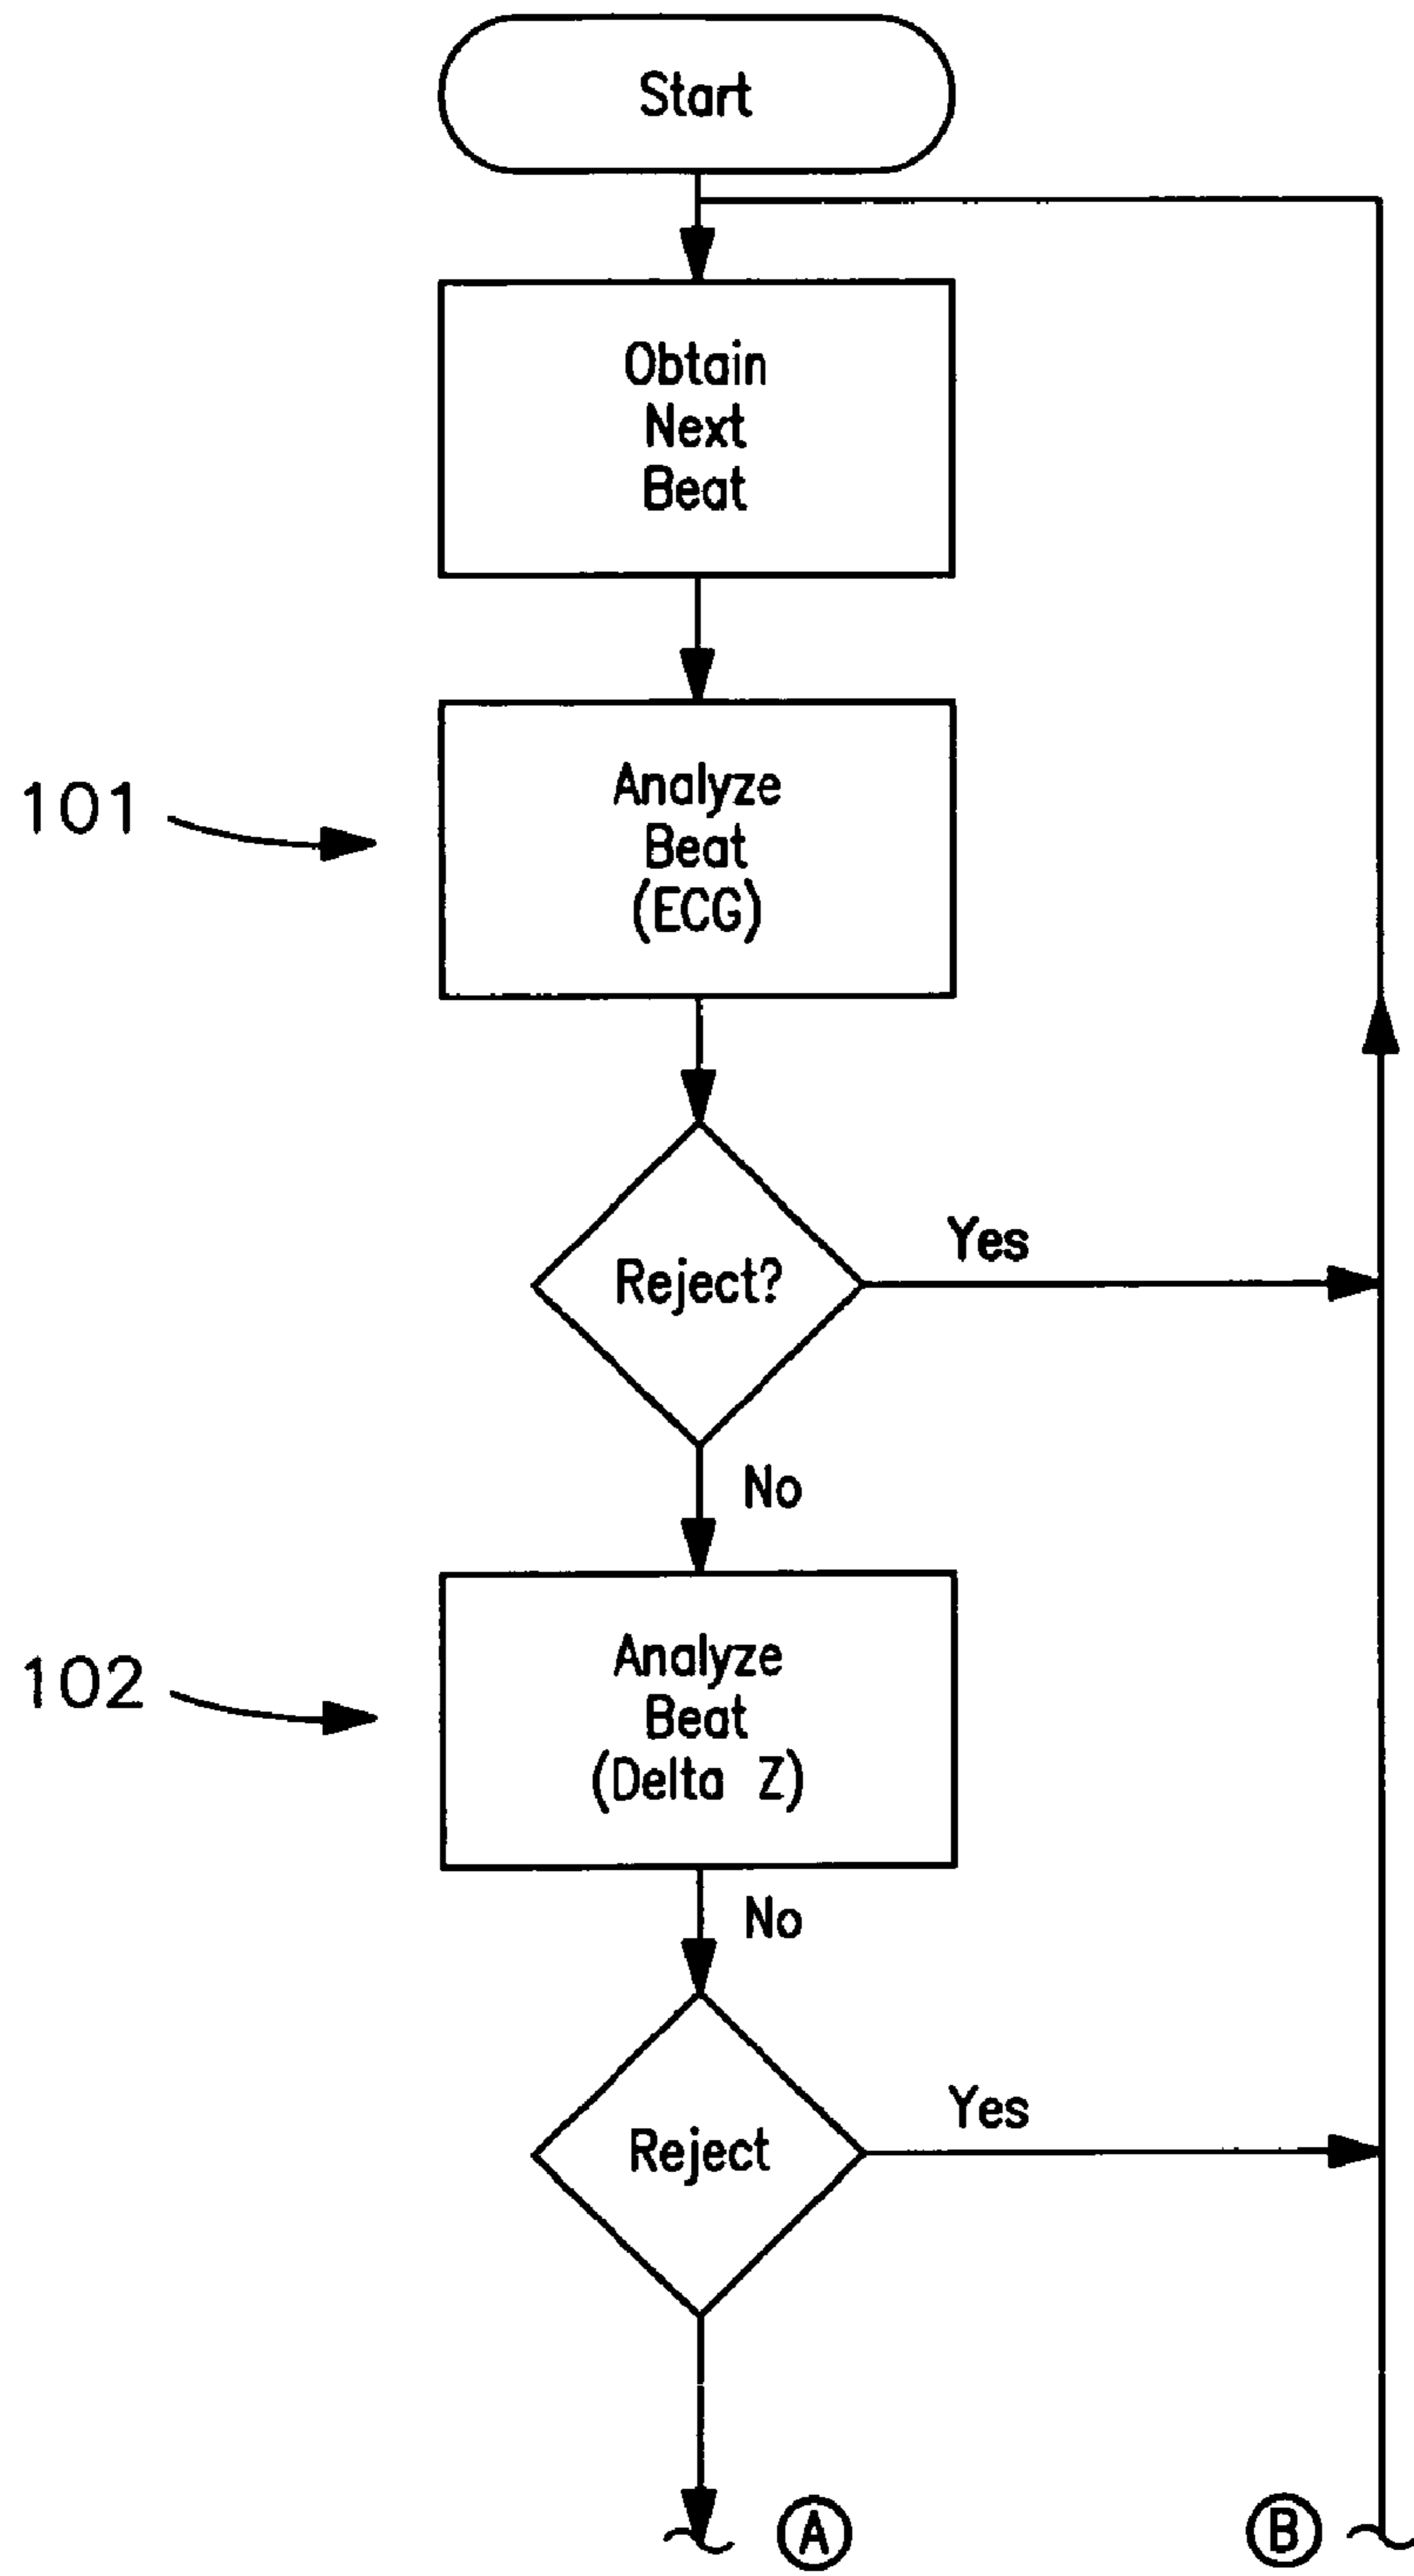 Start
Obtain
Next
Beat
101
Analyze
Beat
(ECG)
Reject?
Yes
No
102
Analyze
Beat
(Delta Z)
No
Reject
Yes
A
B